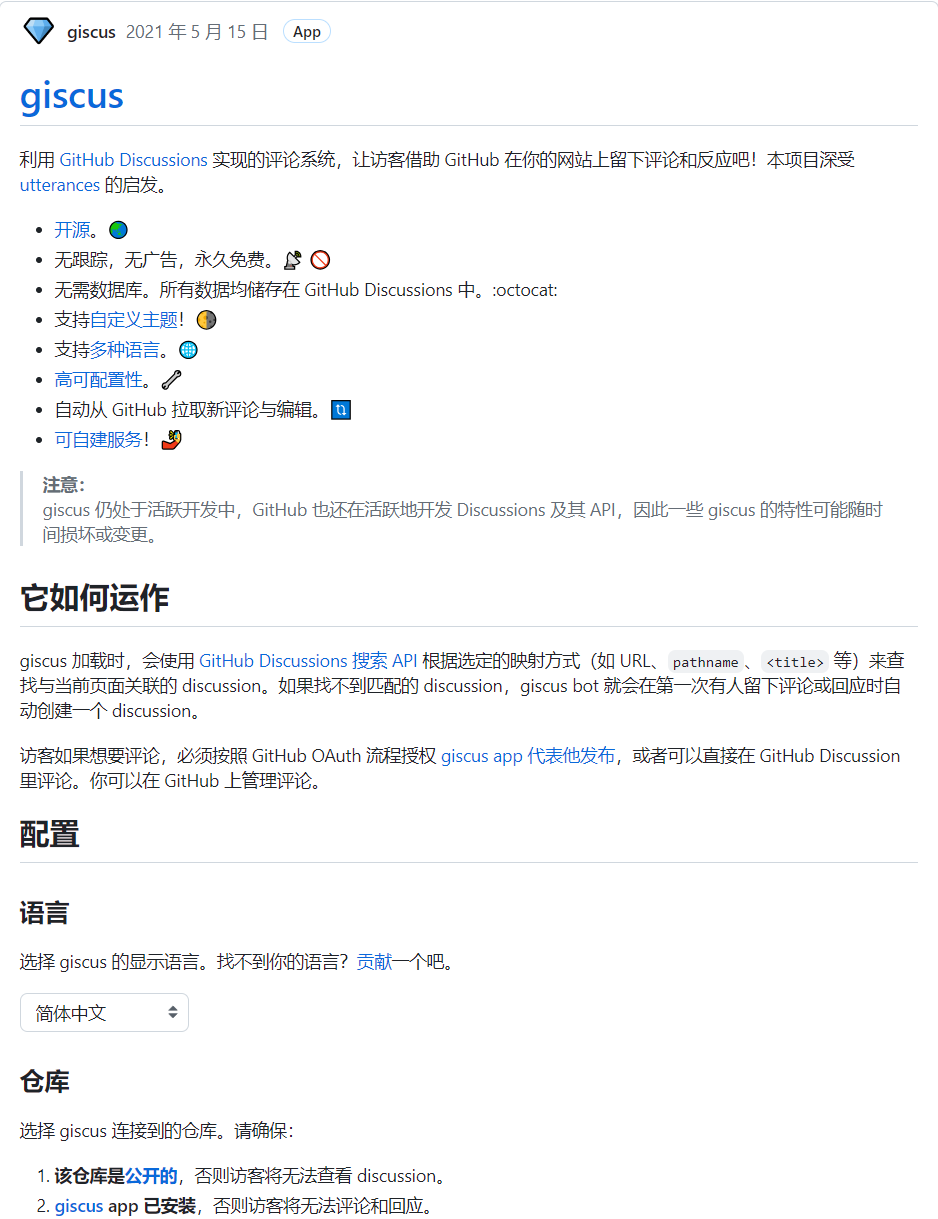 giscus 2021 年 5 月 15 日 App
giscus
利用 GitHub Discussions 实现的评论系统，让访客借助 GitHub 在你的网站上留下评论和反应吧！本项目深受
utterances 的启发。
开源。
无跟踪，无广告，永久免费。
无需数据库。所有数据均储存在 GitHub Discussions 中。:octocat:
支持自定义主题！
支持多种语言。
高可配置性。
自动从 GitHub 拉取新评论与编辑。
可自建服务！
注意：
giscus 仍处于活跃开发中，GitHub 也还在活跃地开发 Discussions 及其 API，因此一些 giscus 的特性可能随时
间损坏或变更。
它如何运作
giscus 加载时，会使用 GitHub Discussions 搜索 API 根据选定的映射方式（如 URL、pathname、<title> 等）来查
找与当前页面关联的 discussion。如果找不到匹配的 discussion，giscus bot 就会在第一次有人留下评论或回应时自
动创建一个 discussion。
访客如果想要评论，必须按照 GitHub OAuth 流程授权 giscus app 代表他发布，或者可以直接在 GitHub Discussion
里评论。你可以在 GitHub 上管理评论。
配置
语言
选择 giscus 的显示语言。找不到你的语言？贡献一个吧。
简体中文
仓库
选择 giscus 连接到的仓库。请确保：
1. 该仓库是公开的，否则访客将无法查看 discussion。
2. giscus app 已安装，否则访客将无法评论和回应。